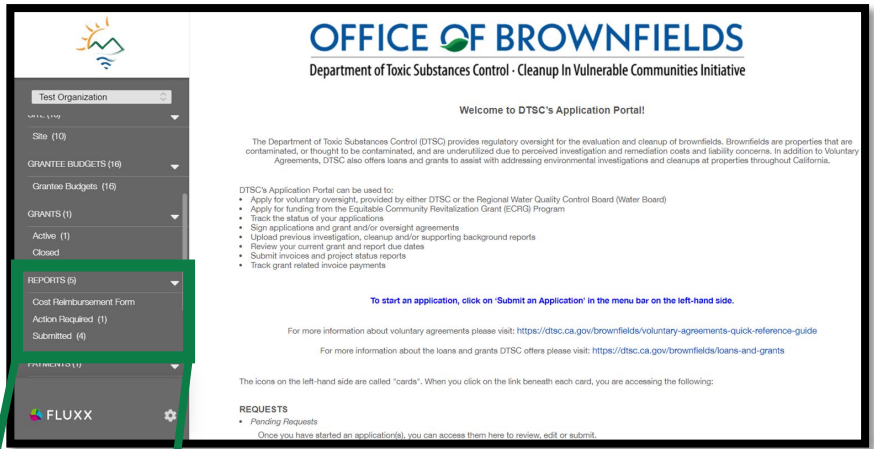 Test Organization
SITE (10)
Site (10)
GRANTEE BUDGETS (16)
Grantee Budgets (16)
GRANTS (1)
Active (1)
Closed
REPORTS (5)
Cost Reimbursement Form
Action Required (1)
Submitted (4)
PAYMENTS (1)
FLUXX
OFFICE OF BROWNFIELDS
Department of Toxic Substances Control · Cleanup In Vulnerable Communities Initiative
Welcome to DTSC's Application Portal!
The Department of Toxic Substances Control (DTSC) provides regulatory oversight for the evaluation and cleanup of brownfields. Brownfields are properties that are
contaminated, or thought to be contaminated, and are underutilized due to perceived investigation and remediation costs and liability concerns. In addition to Voluntary
Agreements, DTSC also offers loans and grants to assist with addressing environmental investigations and cleanups at properties throughout California.
DTSC's Application Portal can be used to:
• Apply for voluntary oversight, provided by either DTSC or the Regional Water Quality Control Board (Water Board)
• Apply for funding from the Equitable Community Revitalization Grant (ECRG) Program
• Track the status of your applications
• Sign applications and grant and/or oversight agreements
• Upload previous investigation, cleanup and/or supporting background reports
• Review your current grant and report due dates
• Submit invoices and project status reports
• Track grant related invoice payments
To start an application, click on 'Submit an Application' in the menu bar on the left-hand side.
For more information about voluntary agreements please visit: https://dtsc.ca.gov/brownfields/voluntary-agreements-quick-reference-guide
For more information about the loans and grants DTSC offers please visit: https://dtsc.ca.gov/brownfields/loans-and-grants
The icons on the left-hand side are called "cards". When you click on the link beneath each card, you are accessing the following:
REQUESTS
• Pending Requests
Once you have started an application(s), you can access them here to review, edit or submit.